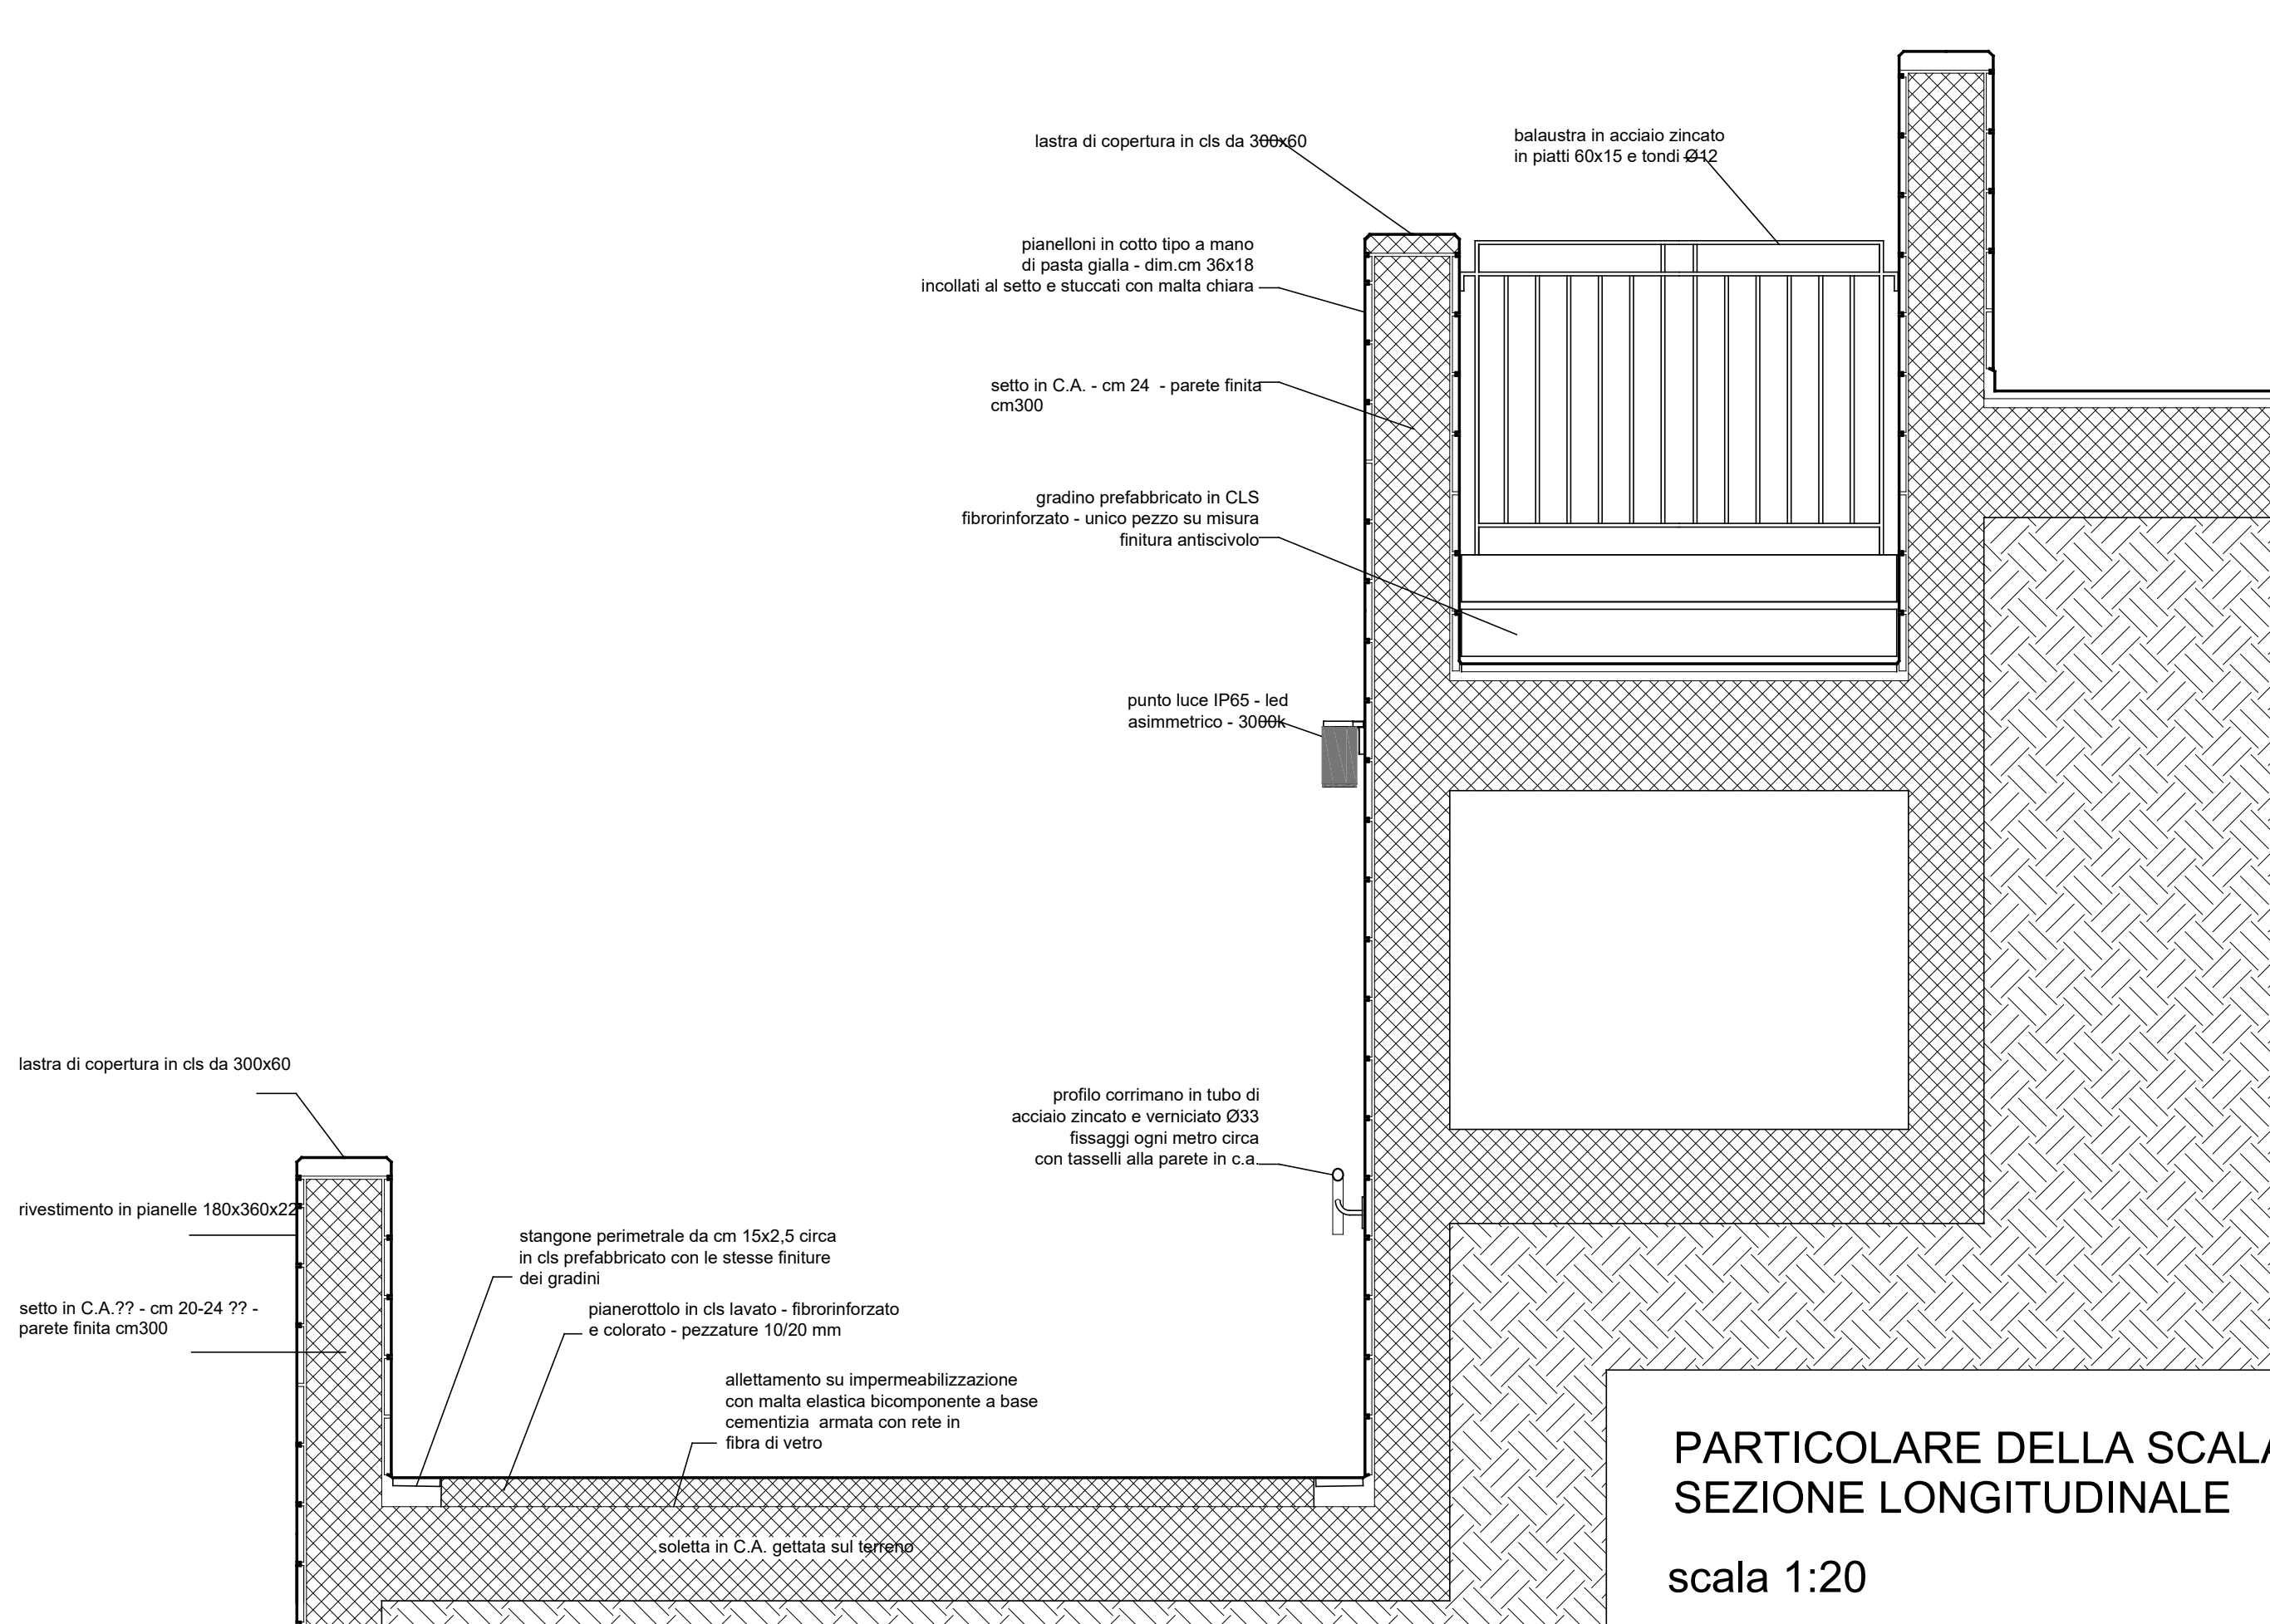 lastra di copertura in cls da 300x60
balaustra in acciaio zincato
in piatti 60x15 e tondi Ø12
pianelloni in cotto tipo a mano
di pasta gialla - dim.cm 36x18
incollati al setto e stuccati con malta chiara
setto in C.A. - cm 24 - parete finita
cm300
gradino prefabbricato in CLS
fibrorinforzato - unico pezzo su misura
finitura antiscivolo
punto luce IP65 - led
asimmetrico - 3000k
lastra di copertura in cls da 300x60
profilo corrimano in tubo di
acciaio zincato e verniciato Ø33
fissaggi ogni metro circa
con tasselli alla parete in c.a.
rivestimento in pianelle 180x360x22
stangone perimetrale da cm 15x2,5 circa
in cls prefabbricato con le stesse finiture
dei gradini
setto in C.A.?? - cm 20-24 ?? -
parete finita cm300
pianerottolo in cls lavato - fibrorinforzato
e colorato - pezzature 10/20 mm
allettamento su impermeabilizzazione
con malta elastica bicomponente a base
cementizia armata con rete in
fibra di vetro
soletta in C.A. gettata sul terreno
PARTICOLARE DELLA SCALA
SEZIONE LONGITUDINALE
scala 1:20